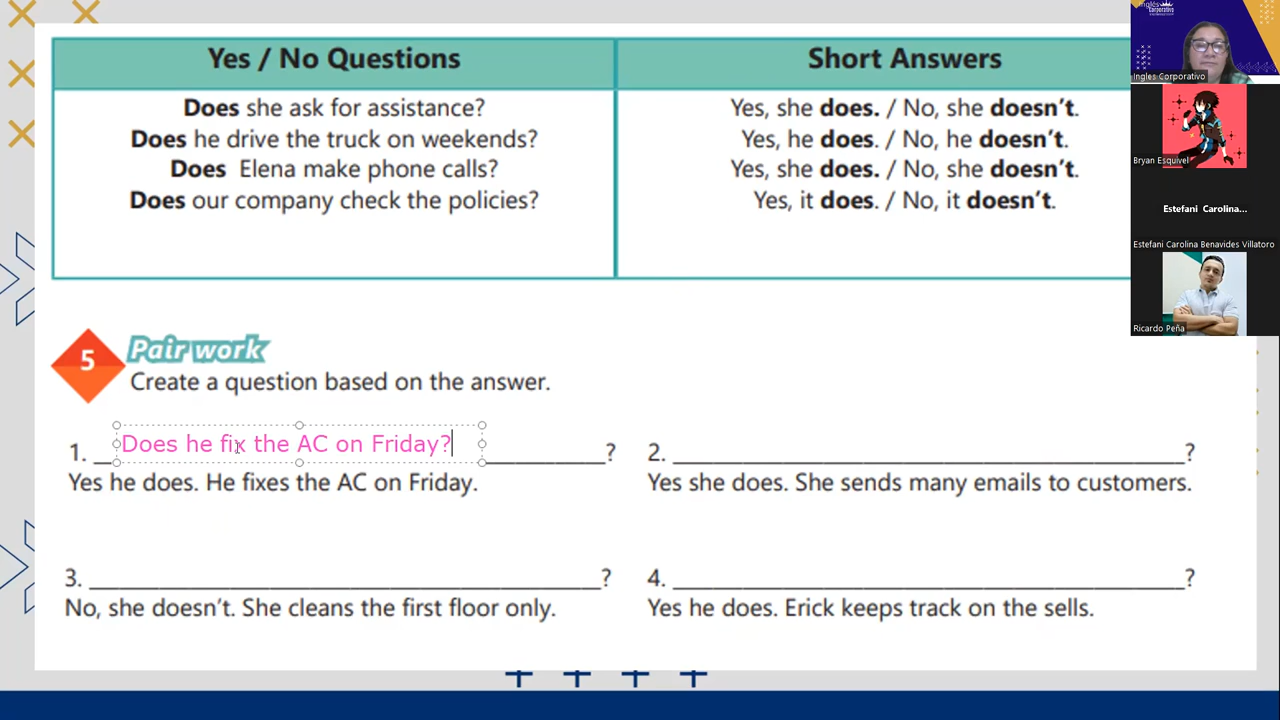 Yes / No Questions
Short Answers
Does she ask for assistance?
Yes, she does. / No, she doesn't.
Does he drive the truck on weekends?
Yes, he does. / No, he doesn't.
Does Elena make phone calls?
Yes, she does. / No, she doesn't.
Does our company check the policies?
Yes, it does. / No, it doesn't.
5
Pair work
Create a question based on the answer.
1. Does he fix the AC on Friday? ?
2. ?
Yes he does. He fixes the AC on Friday.
Yes she does. She sends many emails to customers.
3. ?
4. ?
No, she doesn't. She cleans the first floor only.
Yes he does. Erick keeps track on the sells.
Inglés
Corporativo
Ingles Corporativo
Bryan Esquivel
Estefani Carolina...
Estefani Carolina Benavides Villatoro
Ricardo Peña